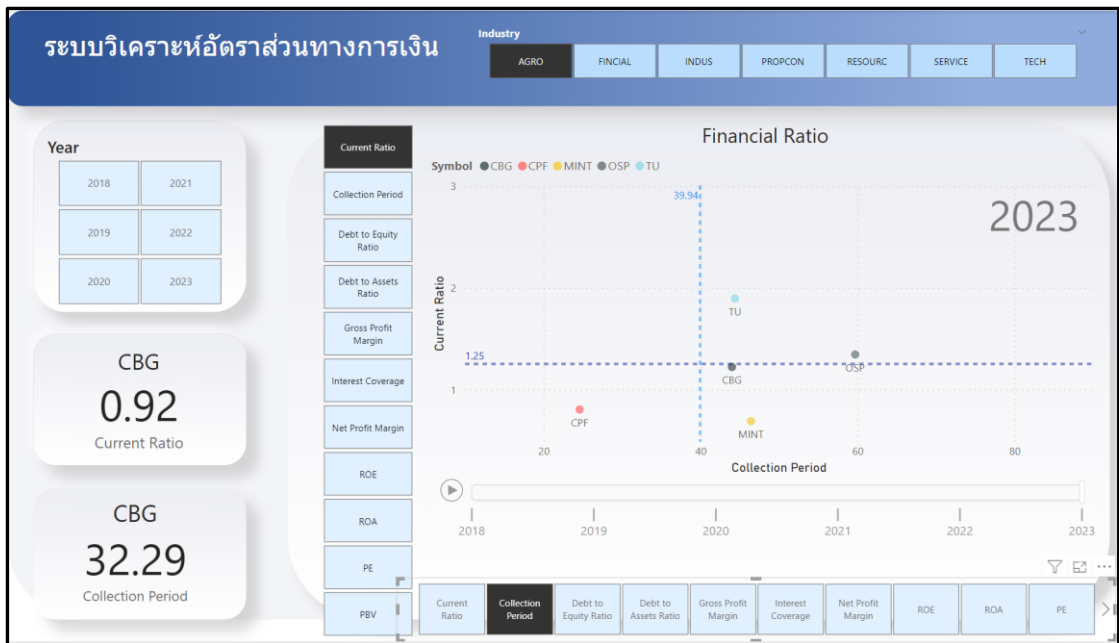 ระบบวิเคราะห์อัตราส่วนทางการเงิน
Industry
AGRO FINCIAL INDUS PROPCON RESOURC SERVICE TECH
Year
2018 2021
2019 2022
2020 2023
CBG
0.92
Current Ratio
CBG
32.29
Collection Period
Current Ratio
Collection Period
Debt to Equity
Ratio
Debt to Assets
Ratio
Gross Profit
Margin
Interest Coverage
Net Profit Margin
ROE
ROA
PE
PBV
Financial Ratio
Symbol CBG CPF MINT OSP TU
2023
Current Ratio
3
2
1
39.94
1.25
TU
OSP
CBG
CPF
MINT
20 40 60 80
Collection Period
2018 2019 2020 2021 2022 2023
Current
Ratio
Collection
Period
Debt to
Equity Ratio
Debt to
Assets Ratio
Gross Profit
Margin
Interest
Coverage
Net Profit
Margin
ROE
ROA
PE